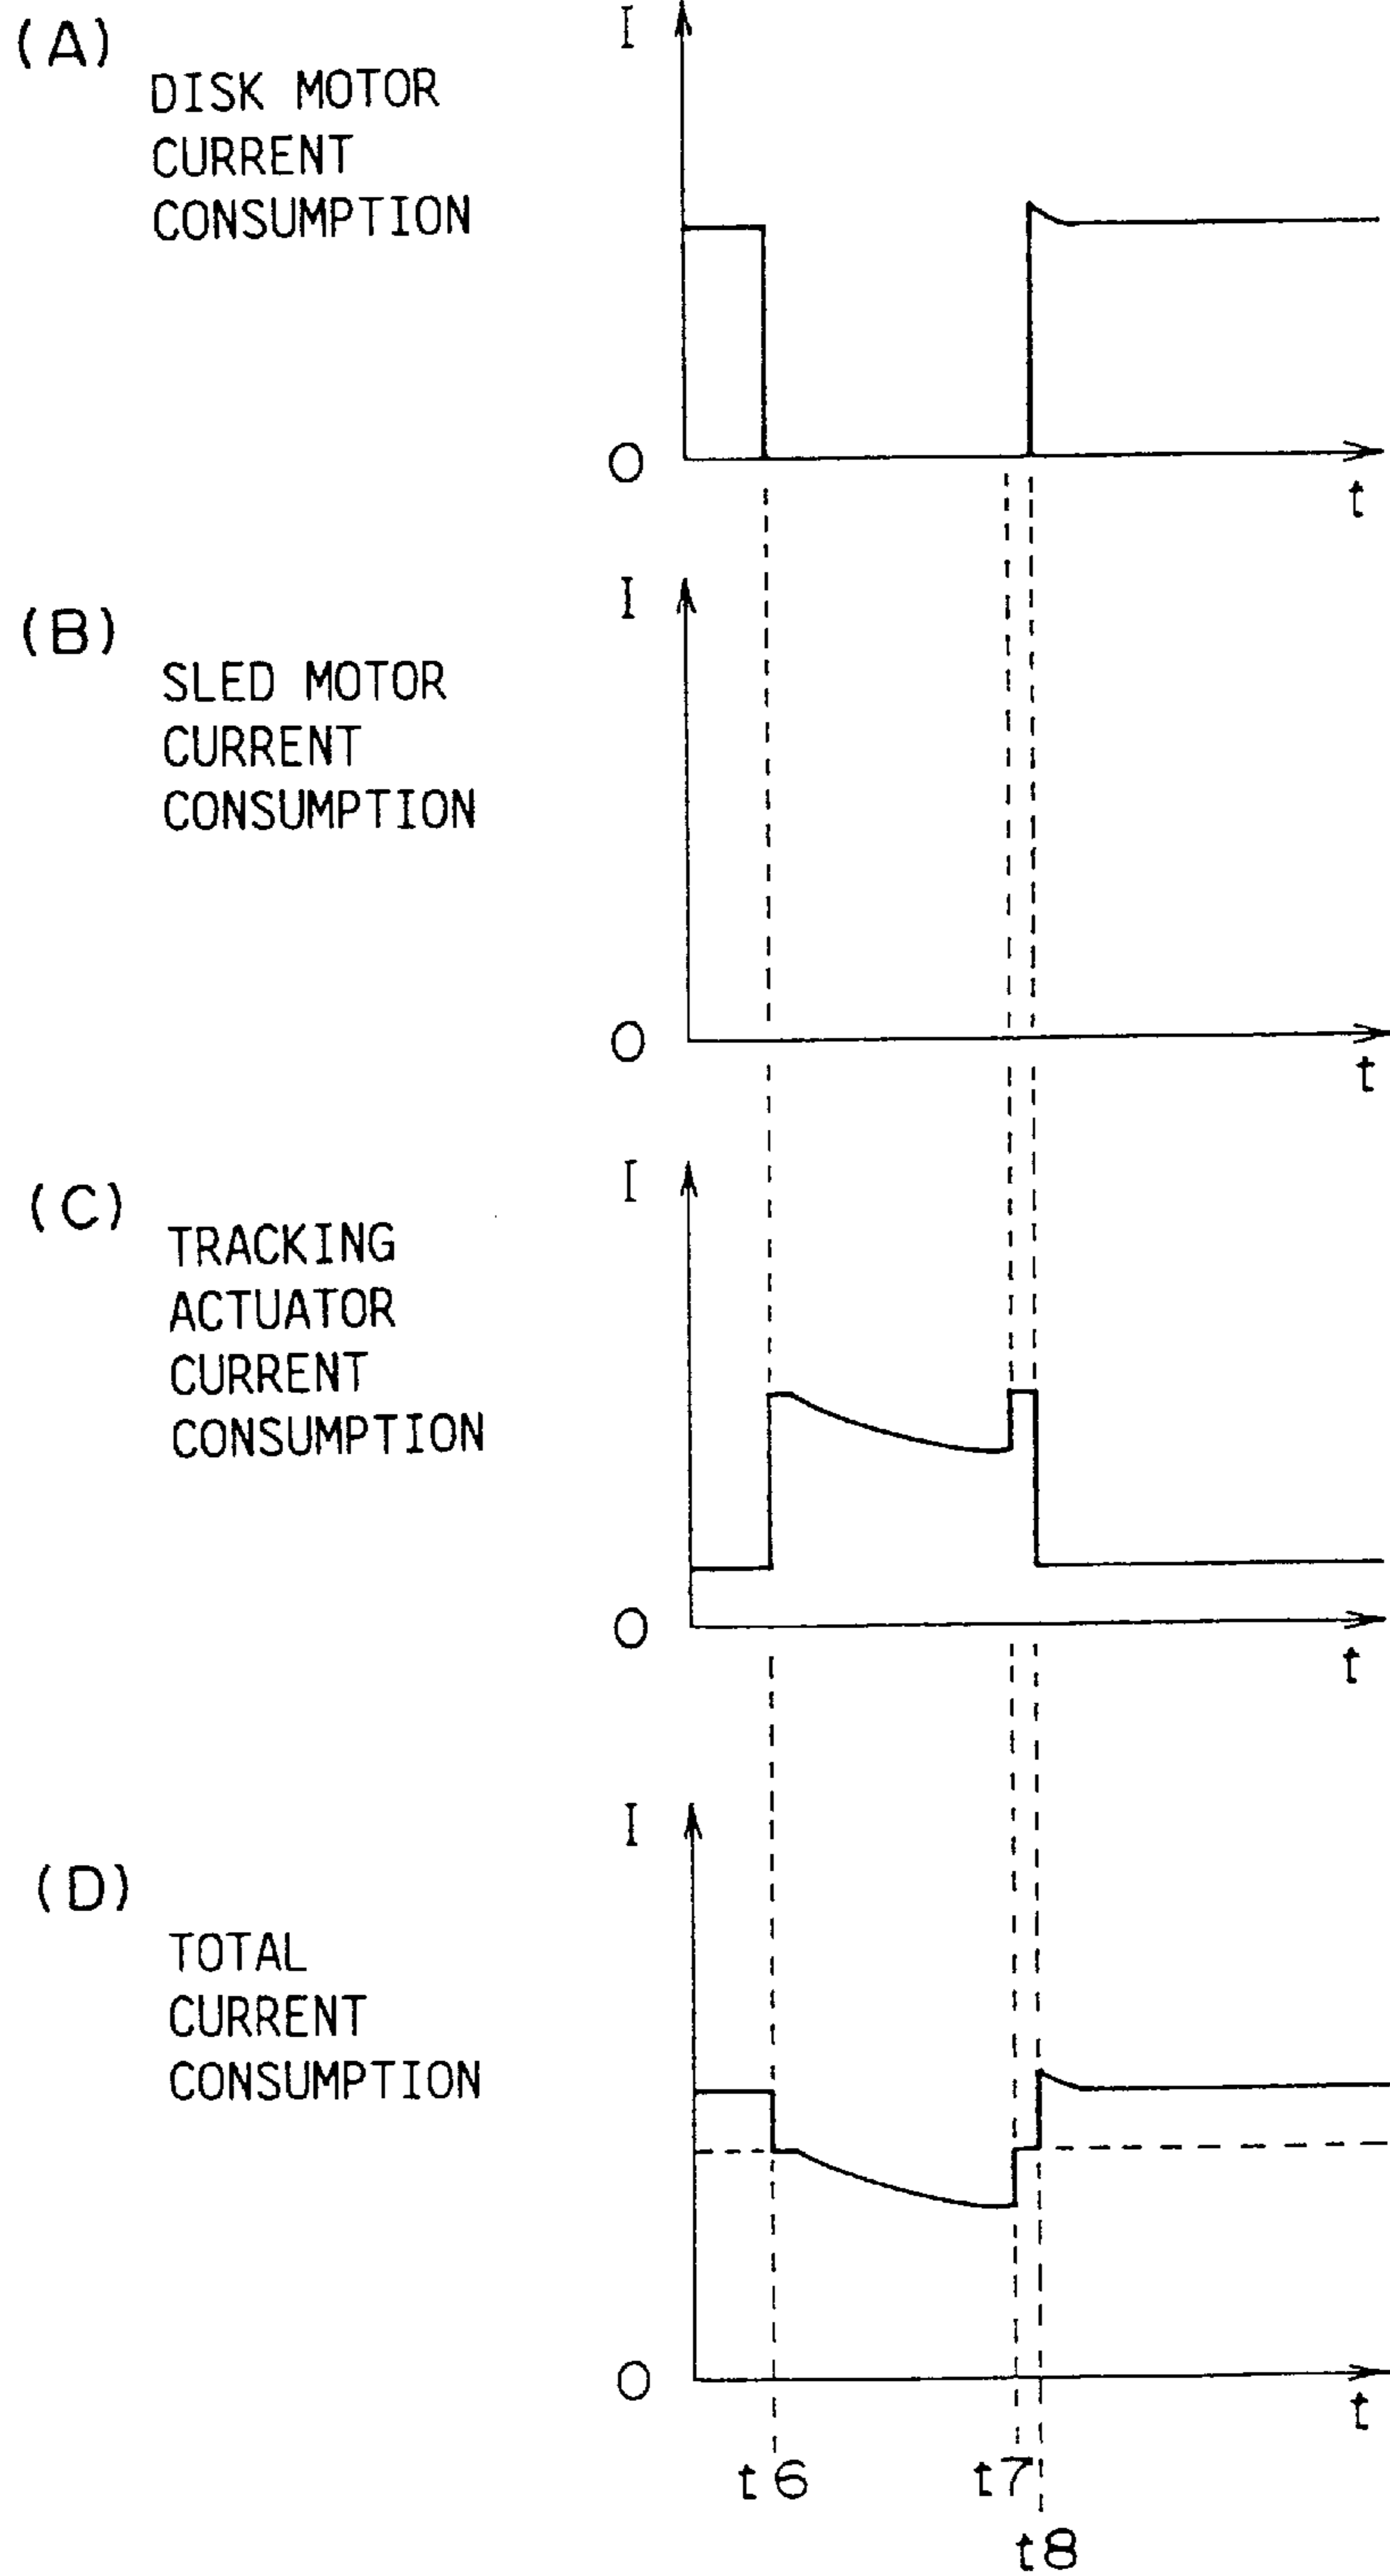 (A)
DISK MOTOR
CURRENT
CONSUMPTION
I
O
t
(B)
SLED MOTOR
CURRENT
CONSUMPTION
I
O
t
(C)
TRACKING
ACTUATOR
CURRENT
CONSUMPTION
I
O
t
(D)
TOTAL
CURRENT
CONSUMPTION
I
O
t
t6
t7
t8